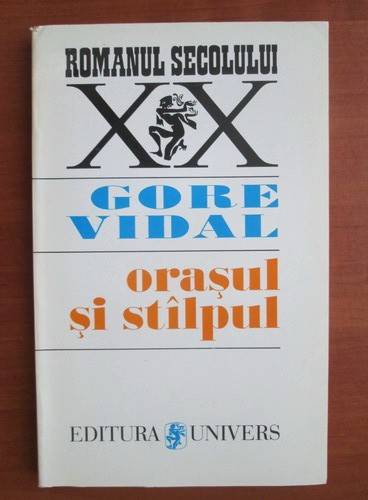 ROMANUL SECOLULUI
XX
GORE
VIDAL
orașul
și stîlpul
EDITURA UNIVERS